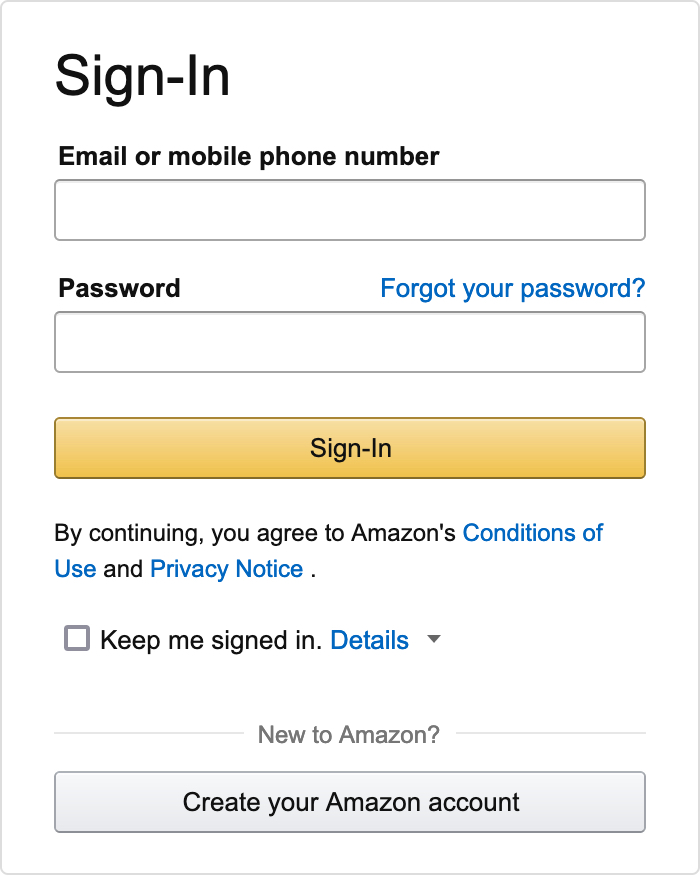 Sign-In
Email or mobile phone number
Password
Forgot your password?
Sign-In
By continuing, you agree to Amazon's Conditions of
Use and Privacy Notice .
Keep me signed in. Details
New to Amazon?
Create your Amazon account